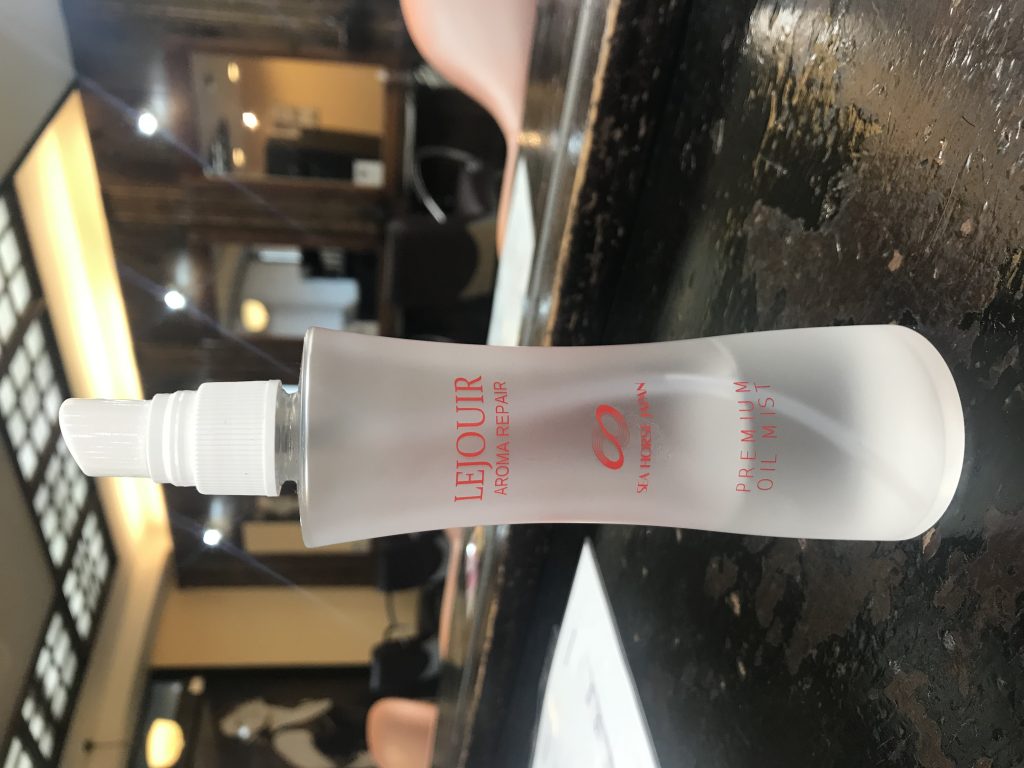 LEJOUIR
AROMA REPAIR
SEA HORSE JAPAN
PREMIUM
OIL MIST